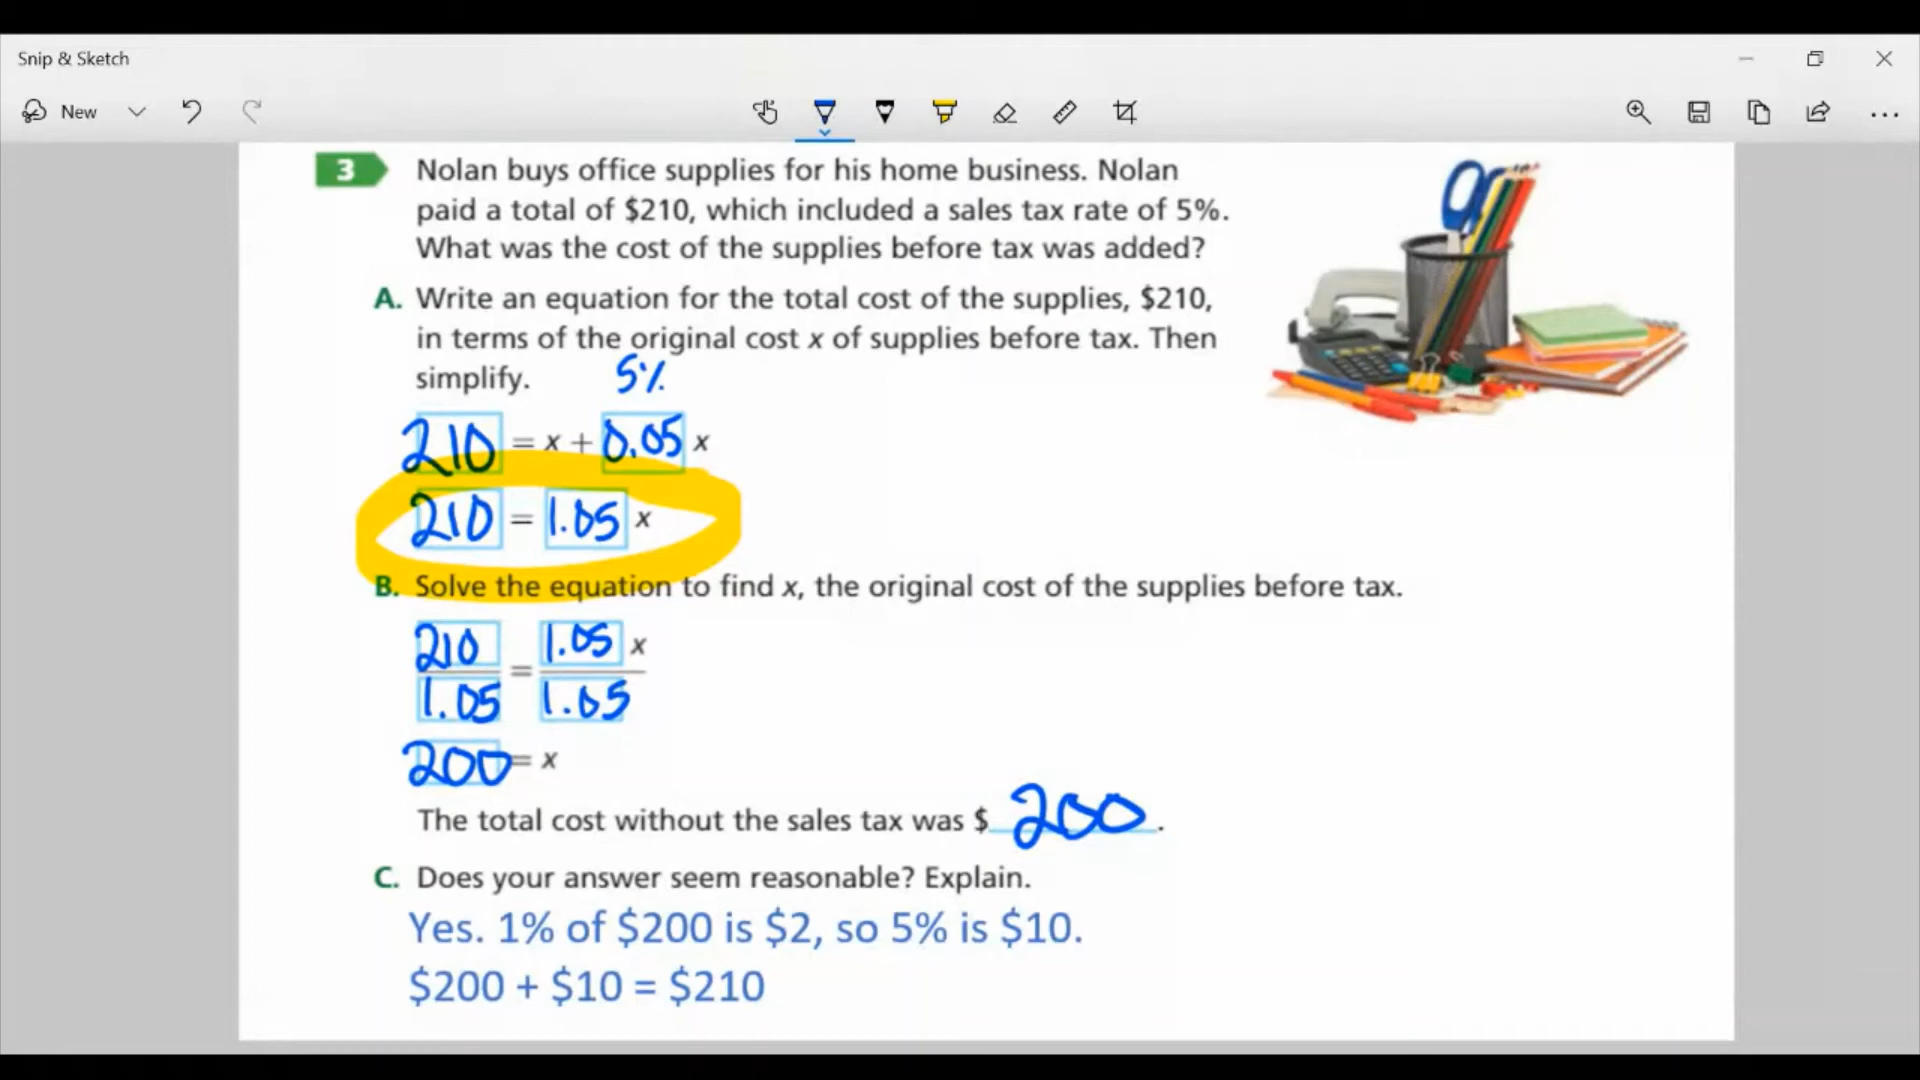 Snip & Sketch
New
3 Nolan buys office supplies for his home business. Nolan
paid a total of $210, which included a sales tax rate of 5%.
What was the cost of the supplies before tax was added?
A. Write an equation for the total cost of the supplies, $210,
in terms of the original cost x of supplies before tax. Then
simplify. 5%
210 = x + 0.05 x
210 = 1.05 x
B. Solve the equation to find x, the original cost of the supplies before tax.
210 = 1.05 x
1.05 1.05
200 = x
The total cost without the sales tax was $ 200.
C. Does your answer seem reasonable? Explain.
Yes. 1% of $200 is $2, so 5% is $10.
$200 + $10 = $210